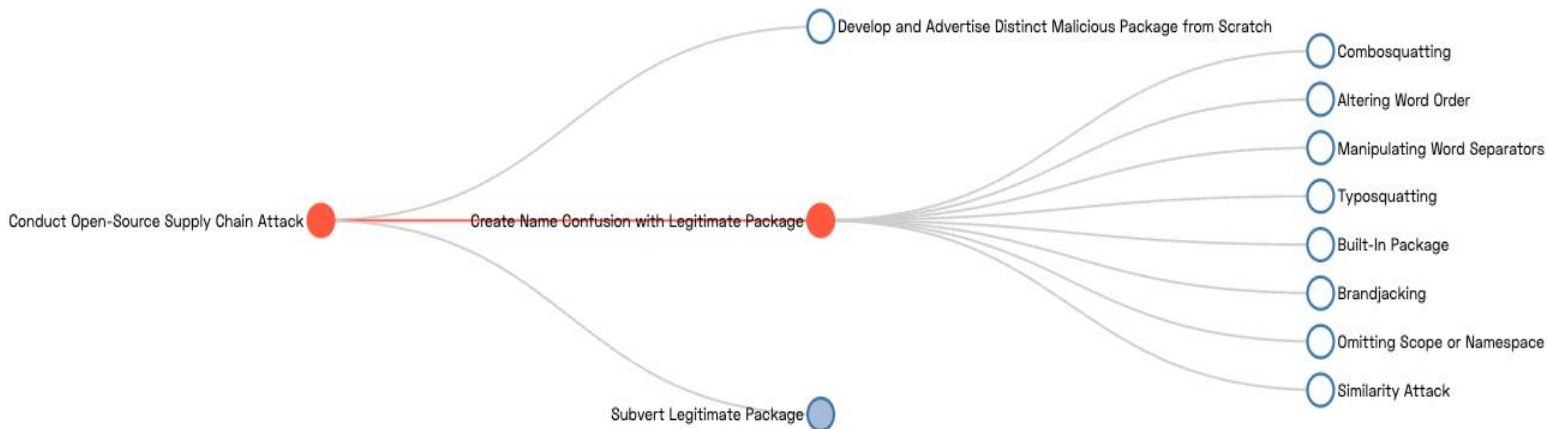 Conduct Open-Source Supply Chain Attack
Develop and Advertise Distinct Malicious Package from Scratch
Create Name Confusion with Legitimate Package
Subvert Legitimate Package
Combosquatting
Altering Word Order
Manipulating Word Separators
Typosquatting
Built-In Package
Brandjacking
Omitting Scope or Namespace
Similarity Attack